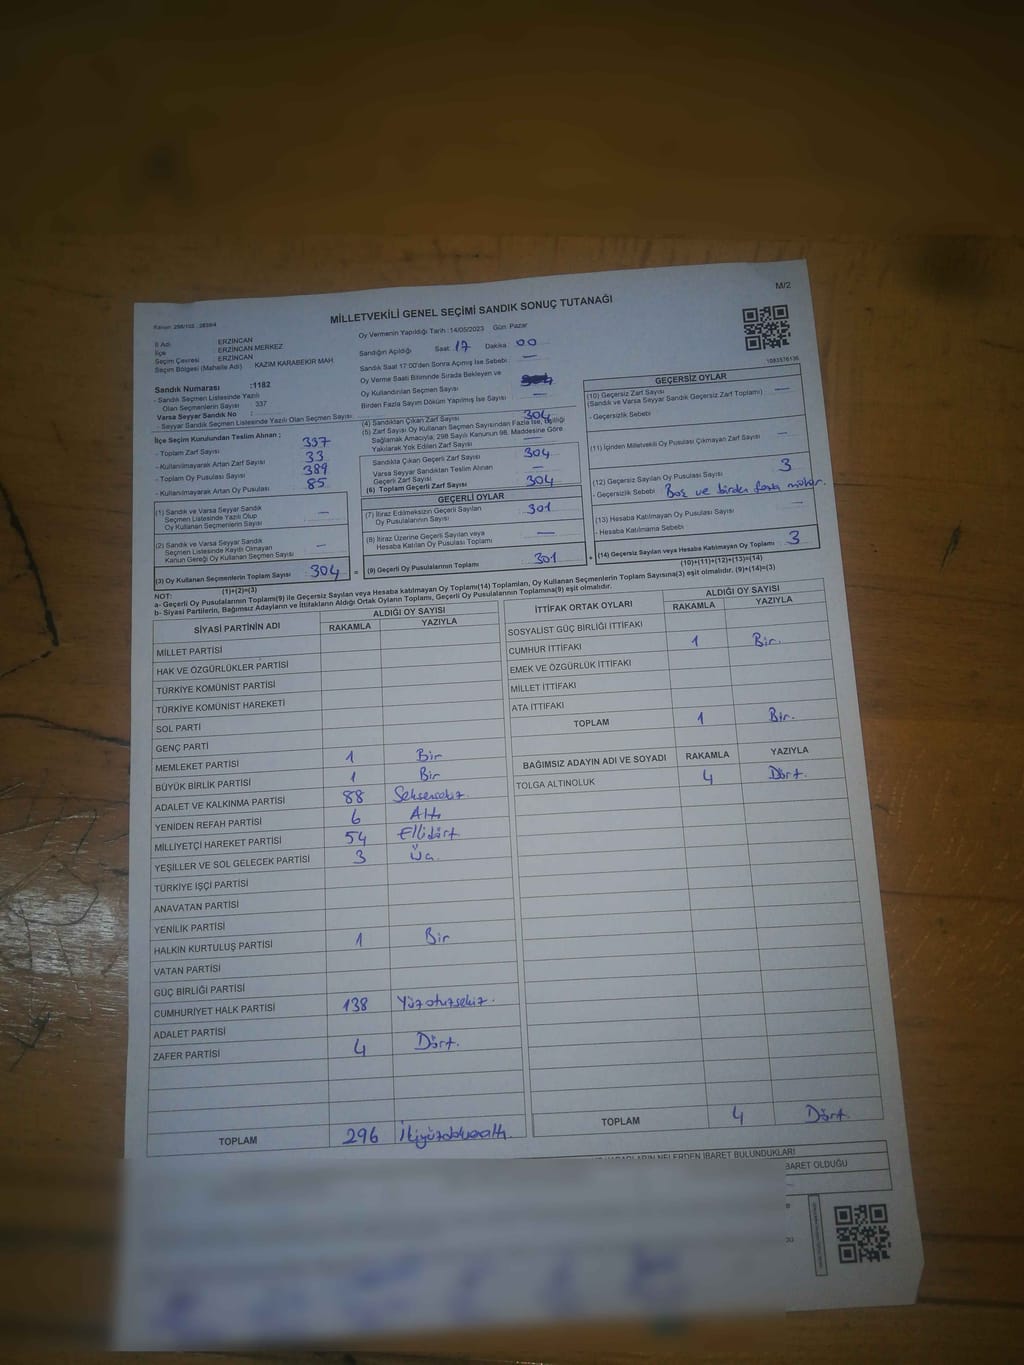 M/2
Kanun: 298/105 ; 2839/4
MİLLETVEKİLİ GENEL SEÇİMİ SANDIK SONUÇ TUTANAĞI
1083576136
İl Adı : ERZİNCAN
İlçe : ERZİNCAN MERKEZ
Seçim Çevresi : ERZİNCAN
Seçim Bölgesi (Mahalle Adı) : KAZIM KARABEKİR MAH.
Sandık Numarası :1182
- Sandık Seçmen Listesinde Yazılı
Olan Seçmenlerin Sayısı : 337
Varsa Seyyar Sandık No :
- Seyyar Sandık Seçmen Listesinde Yazılı Olan Seçmen Sayısı:
Oy Vermenin Yapıldığı Tarih :14/05/2023 Gün: Pazar
Sandığın Açıldığı Saat 17 Dakika 00
Sandık Saat 17:00'den Sonra Açılmış İse Sebebi —
Oy Verme Saati Bitiminde Sırada Bekleyen ve
Oy Kullandırılan Seçmen Sayısı
Birden Fazla Sayım Döküm Yapılmış İse Sayısı —
İlçe Seçim Kurulundan Teslim Alınan ;
- Toplam Zarf Sayısı 337
- Kullanılmayarak Artan Zarf Sayısı 33
- Toplam Oy Pusulası Sayısı 389
- Kullanılmayarak Artan Oy Pusulası 85
(1) Sandık ve Varsa Seyyar Sandık
Seçmen Listesinde Yazılı Olup
Oy Kullanan Seçmenlerin Sayısı —
(2) Sandık ve Varsa Seyyar Sandık
Seçmen Listesinde Kayıtlı Olmayan
Kanun Gereği Oy Kullanan Seçmen Sayısı —
(3) Oy Kullanan Seçmenlerin Toplam Sayısı 304
(1)+(2)=(3)
(4) Sandıktan Çıkan Zarf Sayısı 304
(5) Zarf Sayısı Oy Kullanan Seçmen Sayısından Fazla İse, Eşitliği
Sağlamak Amacıyla, 298 Sayılı Kanunun 98. Maddesine Göre
Yakılarak Yok Edilen Zarf Sayısı —
Sandıkta Çıkan Geçerli Zarf Sayısı 304
Varsa Seyyar Sandıktan Teslim Alınan
Geçerli Zarf Sayısı —
(6) Toplam Geçerli Zarf Sayısı 304
GEÇERLİ OYLAR
(7) İtiraz Edilmeksizin Geçerli Sayılan
Oy Pusulalarının Sayısı 301
(8) İtiraz Üzerine Geçerli Sayılan veya
Hesaba Katılan Oy Pusulası Toplamı —
(9) Geçerli Oy Pusulalarının Toplamı 301
GEÇERSİZ OYLAR
(10) Geçersiz Zarf Sayısı
(Sandık ve Varsa Seyyar Sandık Geçersiz Zarf Toplamı) —
- Geçersizlik Sebebi
(11) İçinden Milletvekili Oy Pusulası Çıkmayan Zarf Sayısı —
(12) Geçersiz Sayılan Oy Pusulası Sayısı 3
- Geçersizlik Sebebi Boş ve birden fazla mühür.
(13) Hesaba Katılmayan Oy Pusulası Sayısı —
- Hesaba Katılmama Sebebi
(14) Geçersiz Sayılan veya Hesaba Katılmayan Oy Toplamı 3
(10)+(11)+(12)+(13)=(14)
NOT:
a- Geçerli Oy Pusulalarının Toplamı(9) ile Geçersiz Sayılan veya Hesaba katılmayan Oy Toplamı(14) Toplamları, Oy Kullanan Seçmenlerin Toplam Sayısına(3) eşit olmalıdır. (9)+(14)=(3)
b- Siyasi Partilerin, Bağımsız Adayların ve İttifakların Aldığı Ortak Oyların Toplamı, Geçerli Oy Pusulalarının Toplamına(9) eşit olmalıdır.
SİYASİ PARTİNİN ADI ALDIĞI OY SAYISI
RAKAMLA YAZIYLA
MİLLET PARTİSİ
HAK VE ÖZGÜRLÜKLER PARTİSİ
TÜRKİYE KOMÜNİST PARTİSİ
TÜRKİYE KOMÜNİST HAREKETİ
SOL PARTİ
GENÇ PARTİ
MEMLEKET PARTİSİ 1 Bir
BÜYÜK BİRLİK PARTİSİ 1 Bir
ADALET VE KALKINMA PARTİSİ 88 Seksensekiz
YENİDEN REFAH PARTİSİ 6 Altı
MİLLİYETÇİ HAREKET PARTİSİ 54 Ellidört
YEŞİLLER VE SOL GELECEK PARTİSİ 3 Üç
TÜRKİYE İŞÇİ PARTİSİ
ANAVATAN PARTİSİ
YENİLİK PARTİSİ
HALKIN KURTULUŞ PARTİSİ 1 Bir
VATAN PARTİSİ
GÜÇ BİRLİĞİ PARTİSİ
CUMHURİYET HALK PARTİSİ 138 Yüzotuzsekiz.
ADALET PARTİSİ
ZAFER PARTİSİ 4 Dört.
TOPLAM 296 İkiyüzdoksanaltı.
İTTİFAK ORTAK OYLARI ALDIĞI OY SAYISI
RAKAMLA YAZIYLA
SOSYALİST GÜÇ BİRLİĞİ İTTİFAKI
CUMHUR İTTİFAKI 1 Bir.
EMEK VE ÖZGÜRLÜK İTTİFAKI
MİLLET İTTİFAKI
ATA İTTİFAKI
TOPLAM 1 Bir.
BAĞIMSIZ ADAYIN ADI VE SOYADI RAKAMLA YAZIYLA
TOLGA ALTINOLUK 4 Dört.
TOPLAM 4 Dört
NELERDEN İBARET BULUNDUKLARI
BARET OLDUĞU